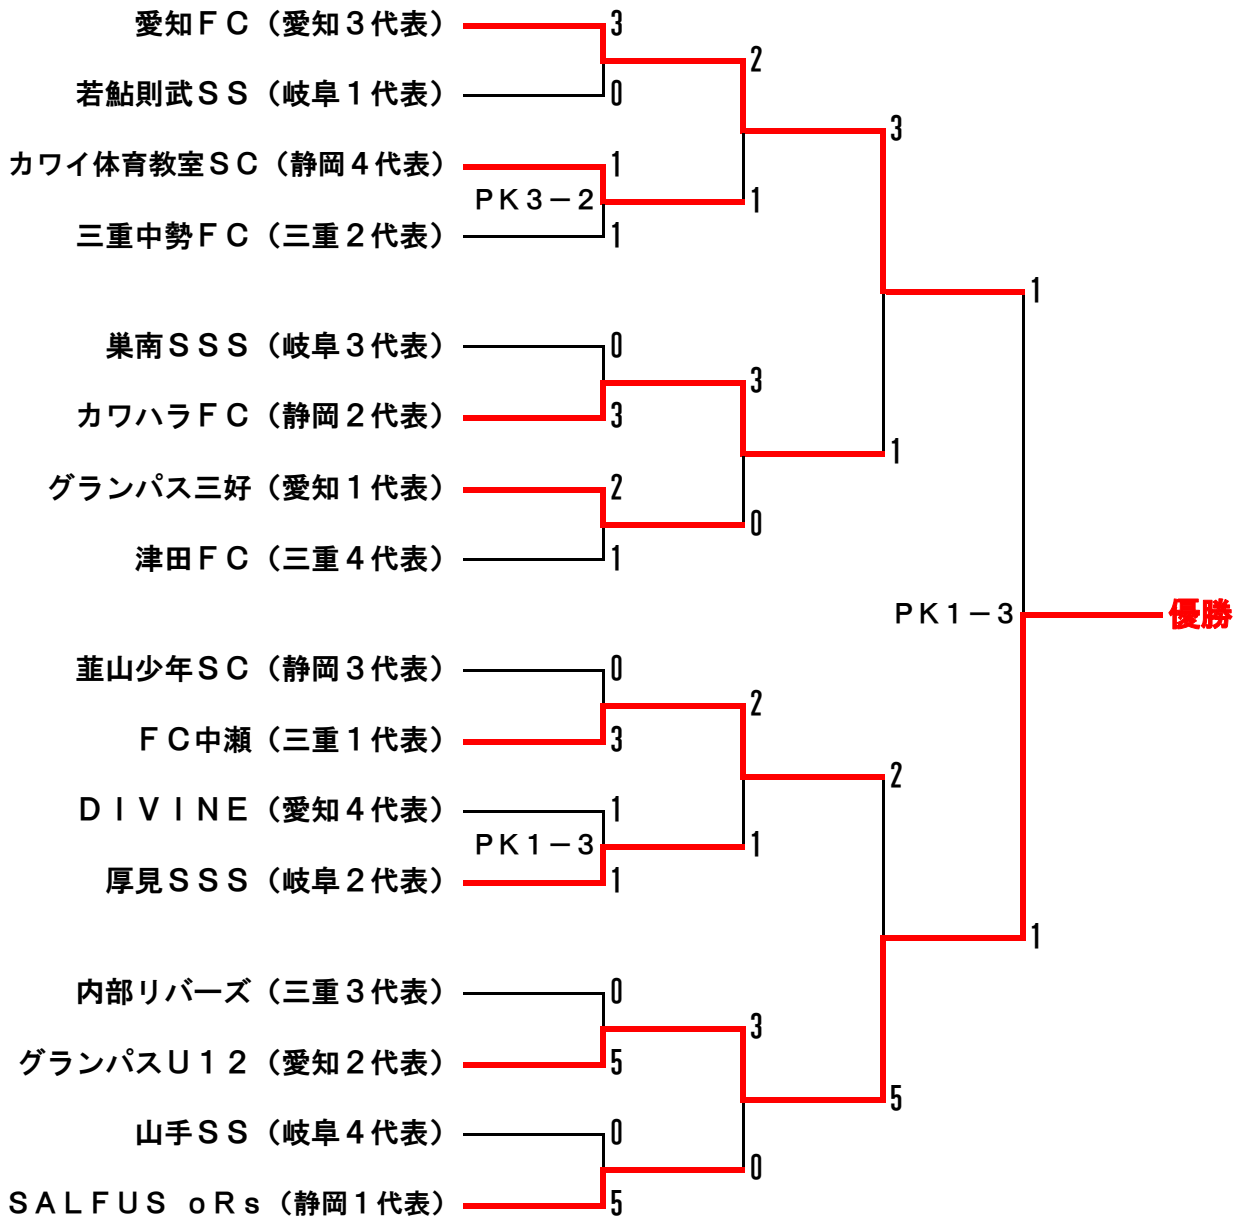 愛知ＦＣ（愛知３代表） 3
2
若鮎則武ＳＳ（岐阜１代表） 0
3
カワイ体育教室ＳＣ（静岡４代表） 1
ＰＫ３－２ 1
三重中勢ＦＣ（三重２代表） 1
1
巣南ＳＳＳ（岐阜３代表） 0
3
カワハラＦＣ（静岡２代表） 3
1
グランパス三好（愛知１代表） 2
0
津田ＦＣ（三重４代表） 1
ＰＫ１－３ 優勝
韮山少年ＳＣ（静岡３代表） 0
2
ＦＣ中瀬（三重１代表） 3
2
ＤＩＶＩＮＥ（愛知４代表） 1
ＰＫ１－３ 1
厚見ＳＳＳ（岐阜２代表） 1
1
内部リバーズ（三重３代表） 0
3
グランパスＵ１２（愛知２代表） 5
5
山手ＳＳ（岐阜４代表） 0
0
ＳＡＬＦＵＳ ｏＲｓ（静岡１代表） 5